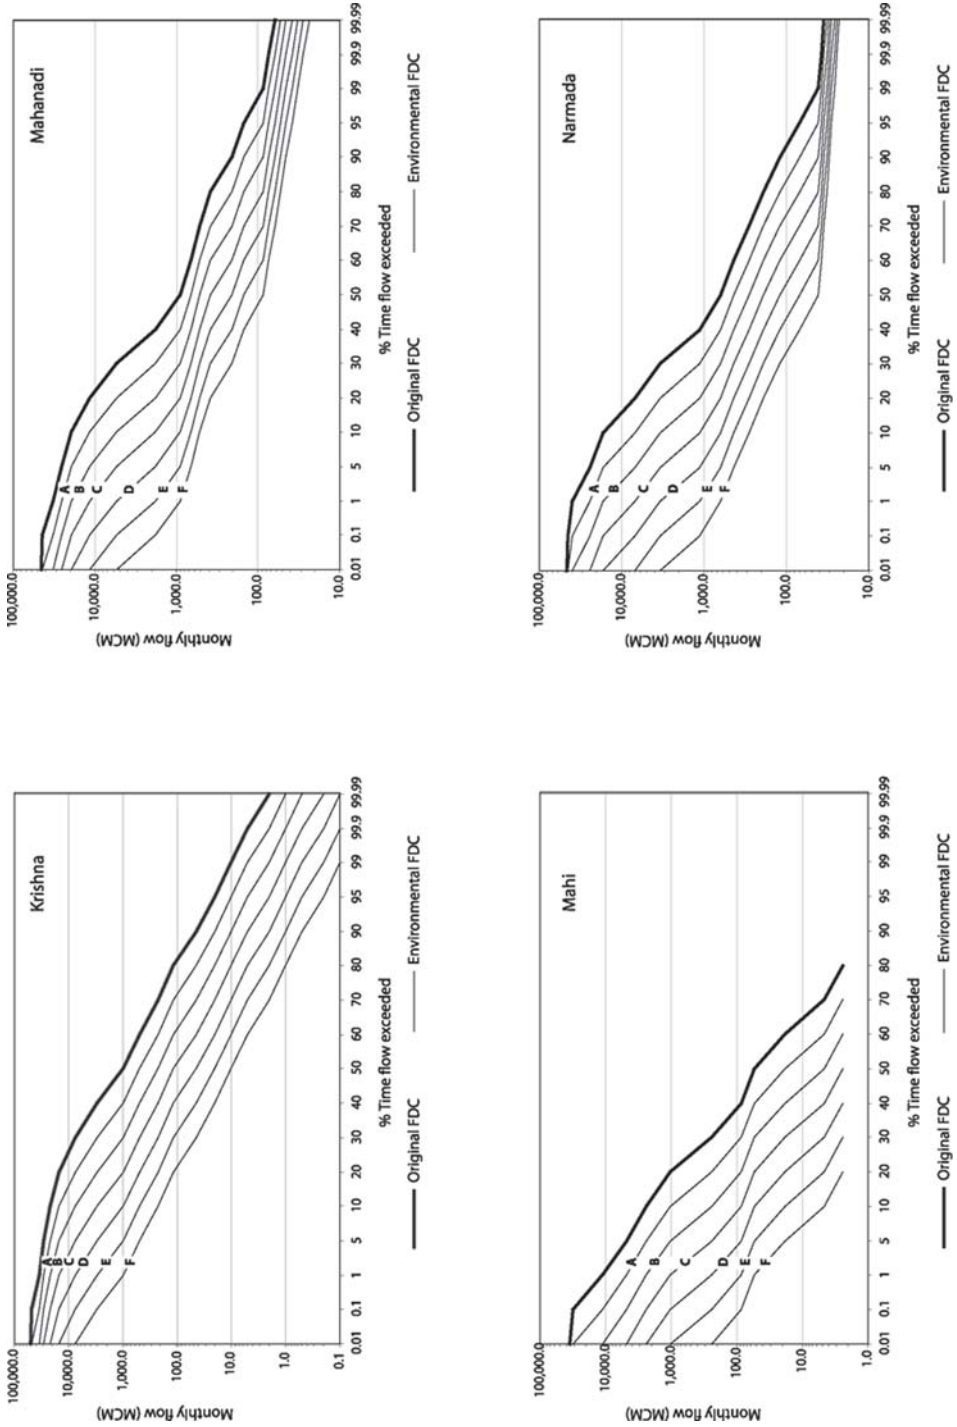 Krishna
Monthly flow (MCM)
100,000.0
10,000.0
1,000.0
100.0
10.0
1.0
0.1
A
B
C
D
E
F
0.01 0.1 1 5 10 20 30 40 50 60 70 80 90 95 99 99.9 99.99
% Time flow exceeded
Original FDC Environmental FDC
Mahanadi
Monthly flow (MCM)
100,000.0
10,000.0
1,000.0
100.0
10.0
A
B
C
D
E
F
0.01 0.1 1 5 10 20 30 40 50 60 70 80 90 95 99 99.9 99.99
% Time flow exceeded
Original FDC Environmental FDC
Mahi
Monthly flow (MCM)
100,000.0
10,000.0
1,000.0
100.0
10.0
1.0
A
B
C
D
E
F
0.01 0.1 1 5 10 20 30 40 50 60 70 80 90 95 99 99.9 99.99
% Time flow exceeded
Original FDC Environmental FDC
Narmada
Monthly flow (MCM)
100,000.0
10,000.0
1,000.0
100.0
10.0
A
B
C
D
E
F
0.01 0.1 1 5 10 20 30 40 50 60 70 80 90 95 99 99.9 99.99
% Time flow exceeded
Original FDC Environmental FDC